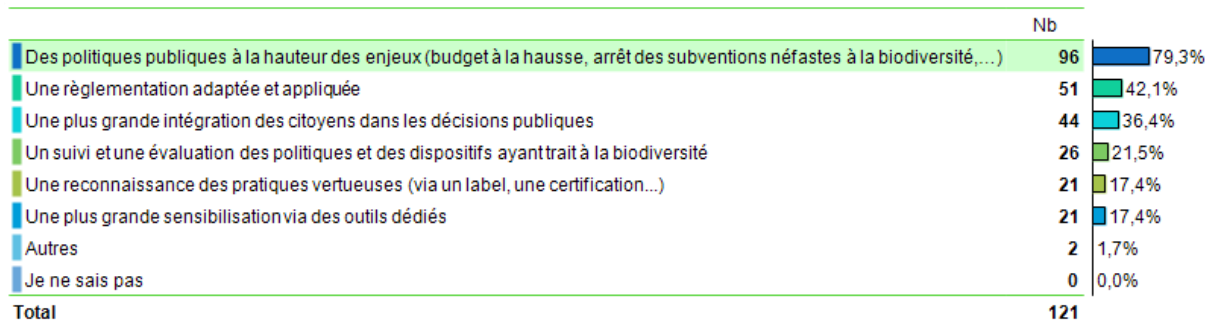 Nb
Des politiques publiques à la hauteur des enjeux (budget à la hausse, arrêt des subventions néfastes à la biodiversité,...) 96 79,3%
Une règlementation adaptée et appliquée 51 42,1%
Une plus grande intégration des citoyens dans les décisions publiques 44 36,4%
Un suivi et une évaluation des politiques et des dispositifs ayant trait à la biodiversité 26 21,5%
Une reconnaissance des pratiques vertueuses (via un label, une certification...) 21 17,4%
Une plus grande sensibilisation via des outils dédiés 21 17,4%
Autres 2 1,7%
Je ne sais pas 0 0,0%
Total 121